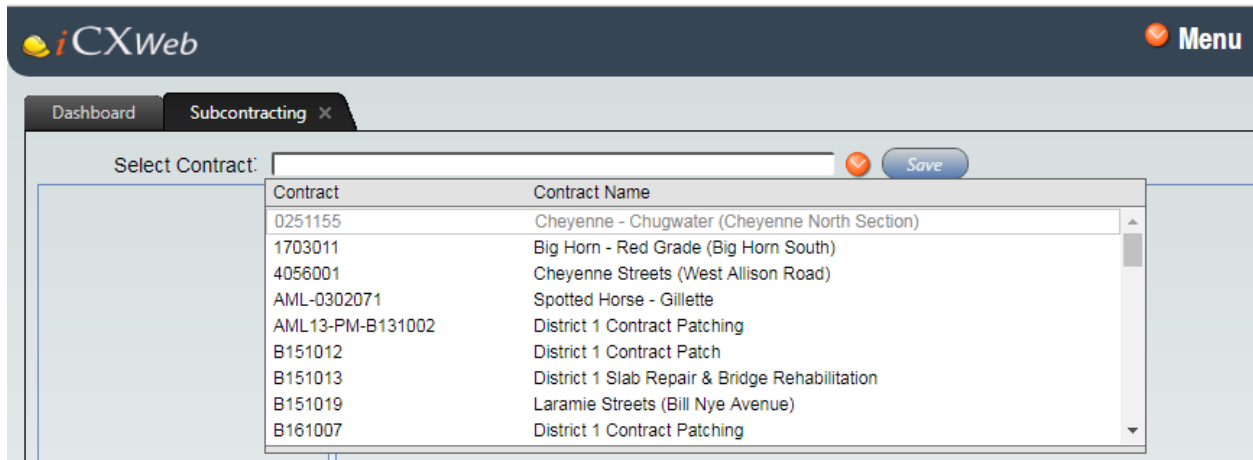 iCXWeb Menu
Dashboard Subcontracting ×
Select Contract: Save
Contract Contract Name
0251155 Cheyenne - Chugwater (Cheyenne North Section)
1703011 Big Horn - Red Grade (Big Horn South)
4056001 Cheyenne Streets (West Allison Road)
AML-0302071 Spotted Horse - Gillette
AML13-PM-B131002 District 1 Contract Patching
B151012 District 1 Contract Patch
B151013 District 1 Slab Repair & Bridge Rehabilitation
B151019 Laramie Streets (Bill Nye Avenue)
B161007 District 1 Contract Patching